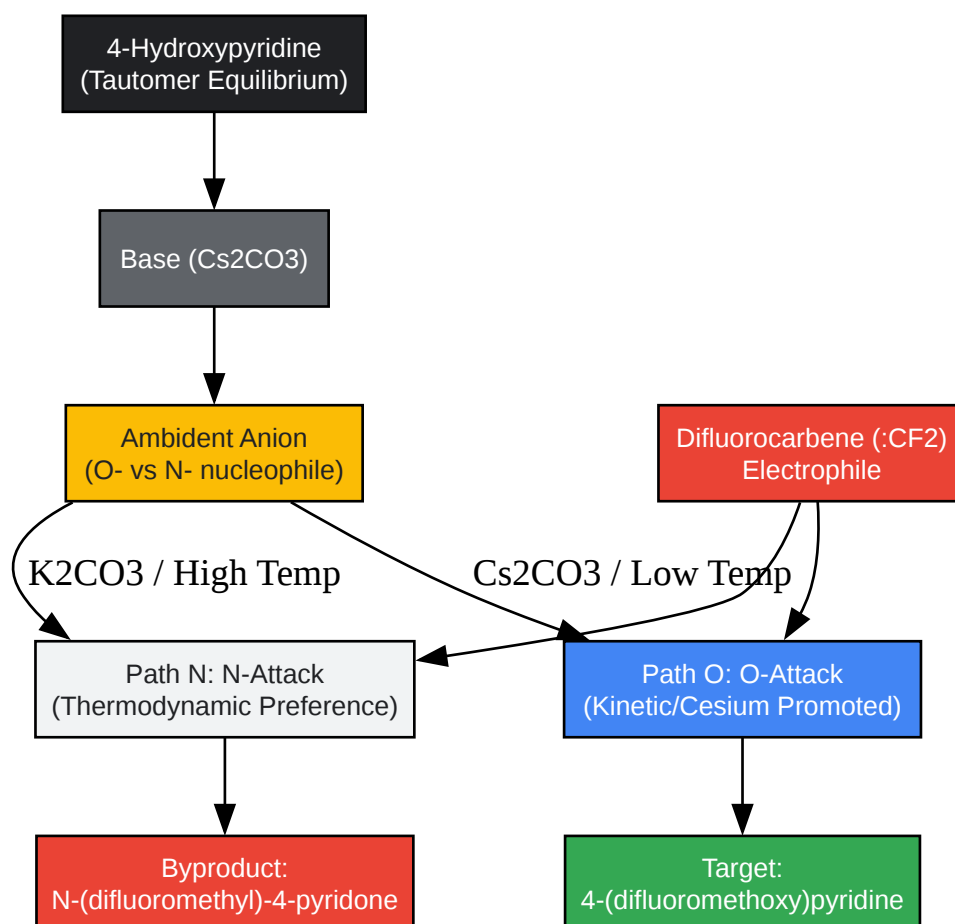 4-Hydroxypyridine
(Tautomer Equilibrium)
Base (Cs2CO3)
Ambident Anion
(O- vs N- nucleophile)
Difluorocarbene (:CF2)
Electrophile
K2CO3 / High Temp
Cs2CO3 / Low Temp
Path N: N-Attack
(Thermodynamic Preference)
Path O: O-Attack
(Kinetic/Cesium Promoted)
Byproduct:
N-(difluoromethyl)-4-pyridone
Target:
4-(difluoromethoxy)pyridine